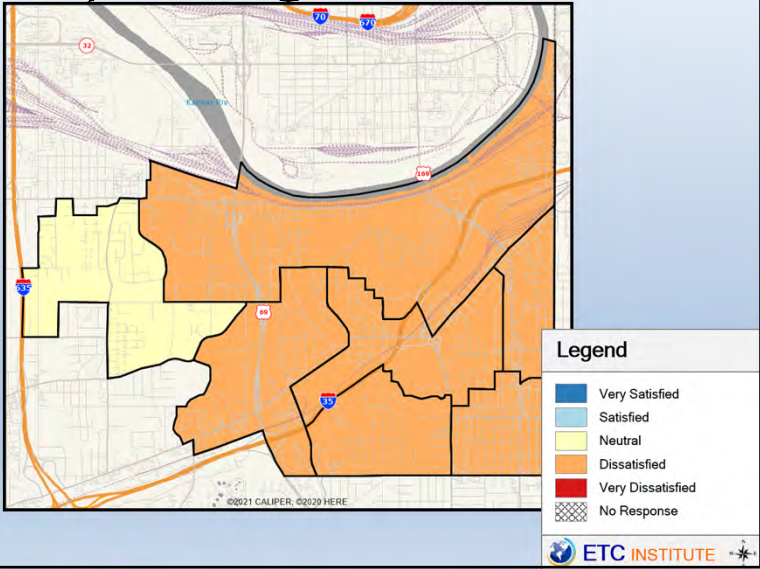 70
670
32
Kansas Riv
169
635
69
35
©2021 CALIPER; ©2020 HERE
Legend
Very Satisfied
Satisfied
Neutral
Dissatisfied
Very Dissatisfied
No Response
ETC INSTITUTE